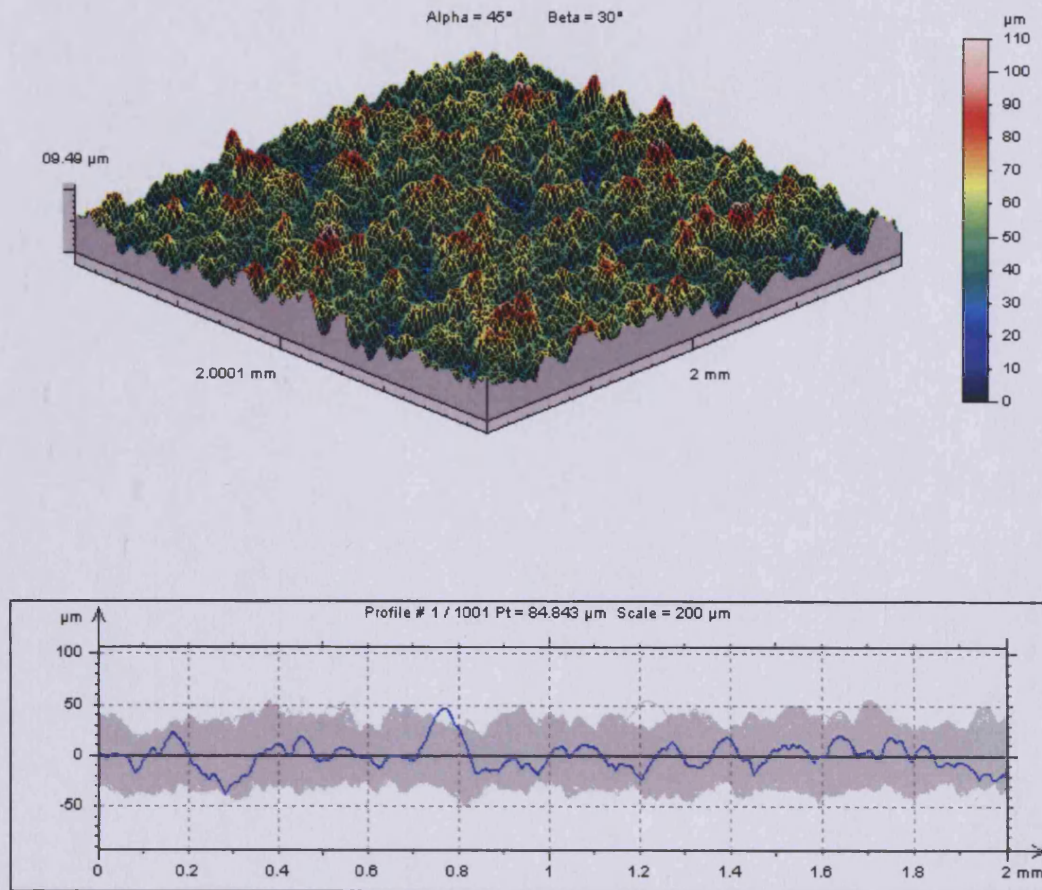 Alpha = 45° Beta = 30°
µm
110
100
90
80
70
60
50
40
30
20
10
0
09.49 µm
2.0001 mm
2 mm
Profile # 1 / 1001 Pt = 84.843 µm Scale = 200 µm
µm
100
50
0
-50
0 0.2 0.4 0.6 0.8 1 1.2 1.4 1.6 1.8 2 mm